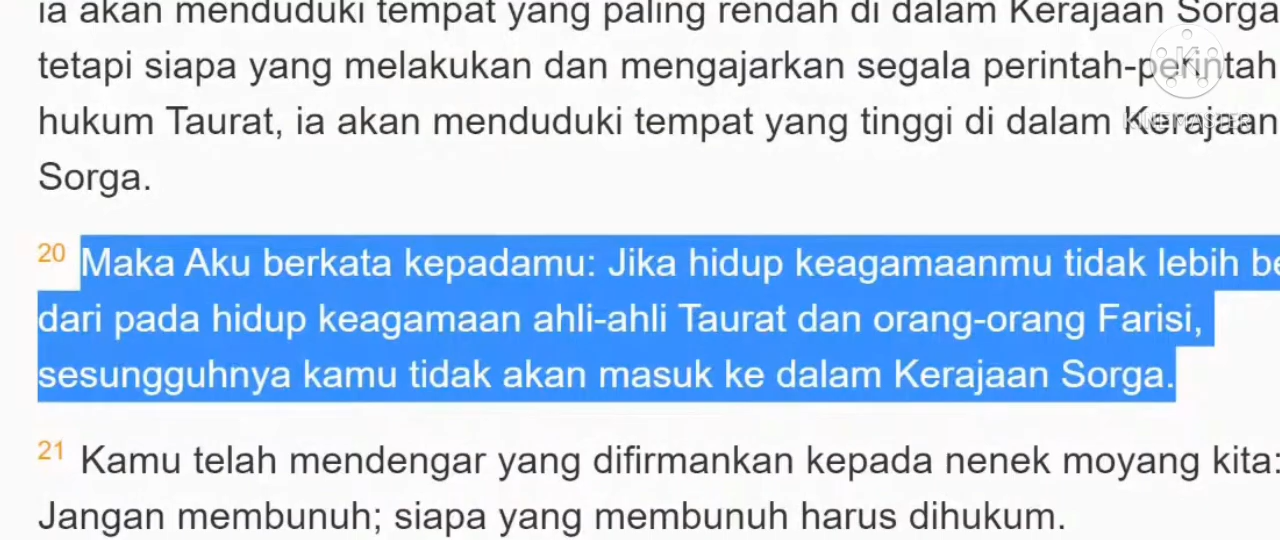 ia akan menduduki tempat yang paling rendah di dalam Kerajaan Sorga
tetapi siapa yang melakukan dan mengajarkan segala perintah-perintah
hukum Taurat, ia akan menduduki tempat yang tinggi di dalam Kerajaan
Sorga.
20 Maka Aku berkata kepadamu: Jika hidup keagamaanmu tidak lebih be
dari pada hidup keagamaan ahli-ahli Taurat dan orang-orang Farisi,
sesungguhnya kamu tidak akan masuk ke dalam Kerajaan Sorga.
21 Kamu telah mendengar yang difirmankan kepada nenek moyang kita:
Jangan membunuh; siapa yang membunuh harus dihukum.
K
KINEMASTER